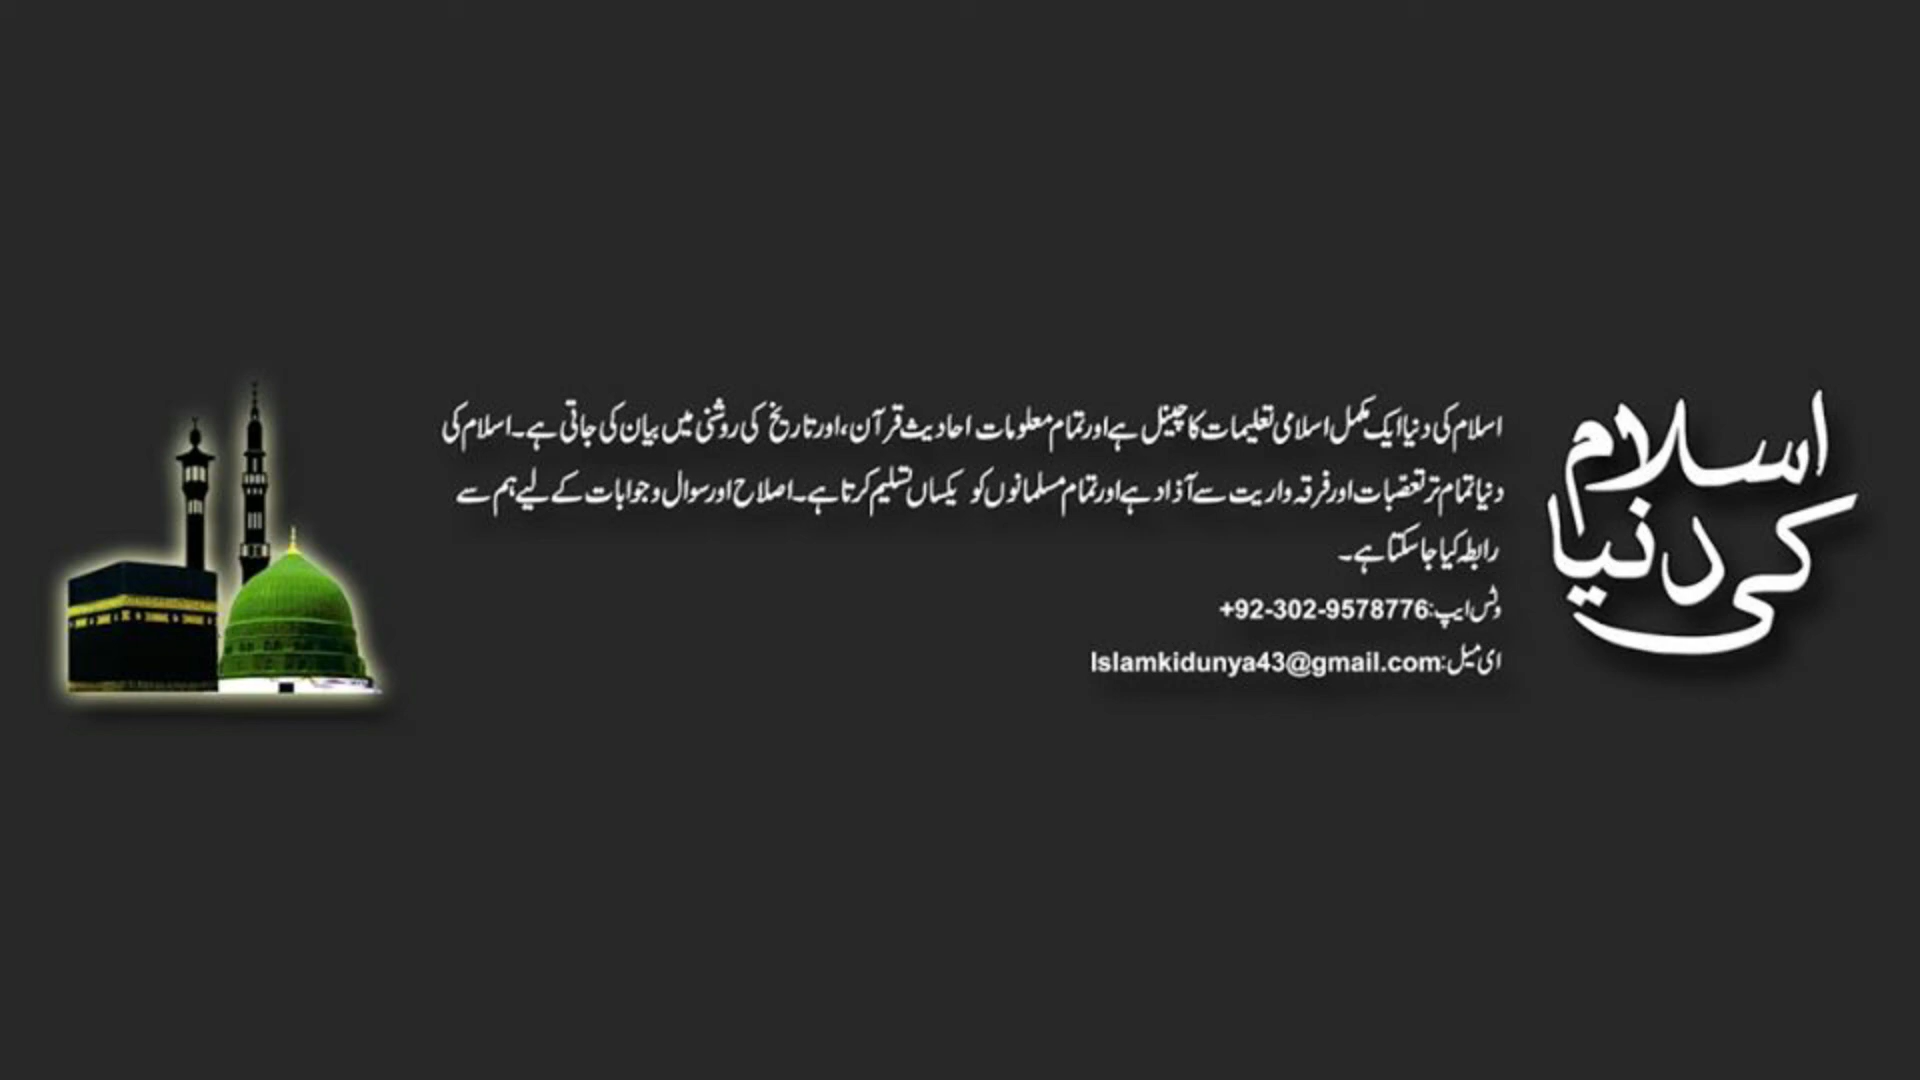 اسلام
کی دنیا
اسلام کی دنیا ایک مکمل اسلامی تعلیمات کا چینل ہے اور تمام معلومات احادیث قرآن، اور تاریخ کی روشنی میں بیان کی جاتی ہے۔ اسلام کی
دنیا تمام تر تعصّبات اور فرقہ واریت سے آزاد ہے اور تمام مسلمانوں کو یکساں تسلیم کرتا ہے۔ اصلاح اور سوال و جوابات کے لیے ہم سے
رابطہ کیا جا سکتا ہے۔
وٹس ایپ: +92-302-9578776
ای میل: Islamkidunya43@gmail.com